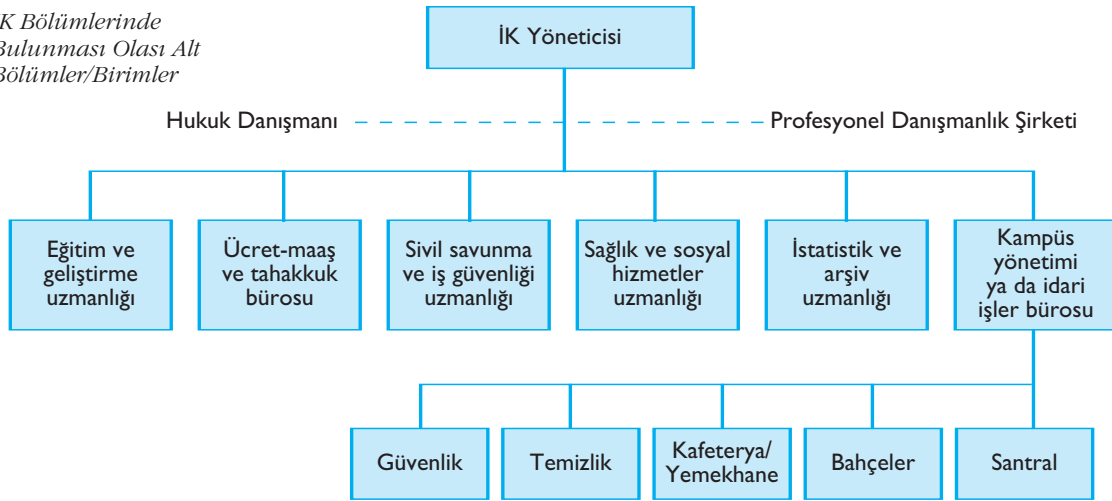 İK Bölümlerinde
Bulunması Olası Alt
Bölümler/Birimler
İK Yöneticisi
Hukuk Danışmanı
Profesyonel Danışmanlık Şirketi
Eğitim ve
geliştirme
uzmanlığı
Ücret-maaş
ve tahakkuk
bürosu
Sivil savunma
ve iş güvenliği
uzmanlığı
Sağlık ve sosyal
hizmetler
uzmanlığı
İstatistik ve
arşiv
uzmanlığı
Kampüs
yönetimi
ya da idari
işler bürosu
Güvenlik
Temizlik
Kafeterya/
Yemekhane
Bahçeler
Santral